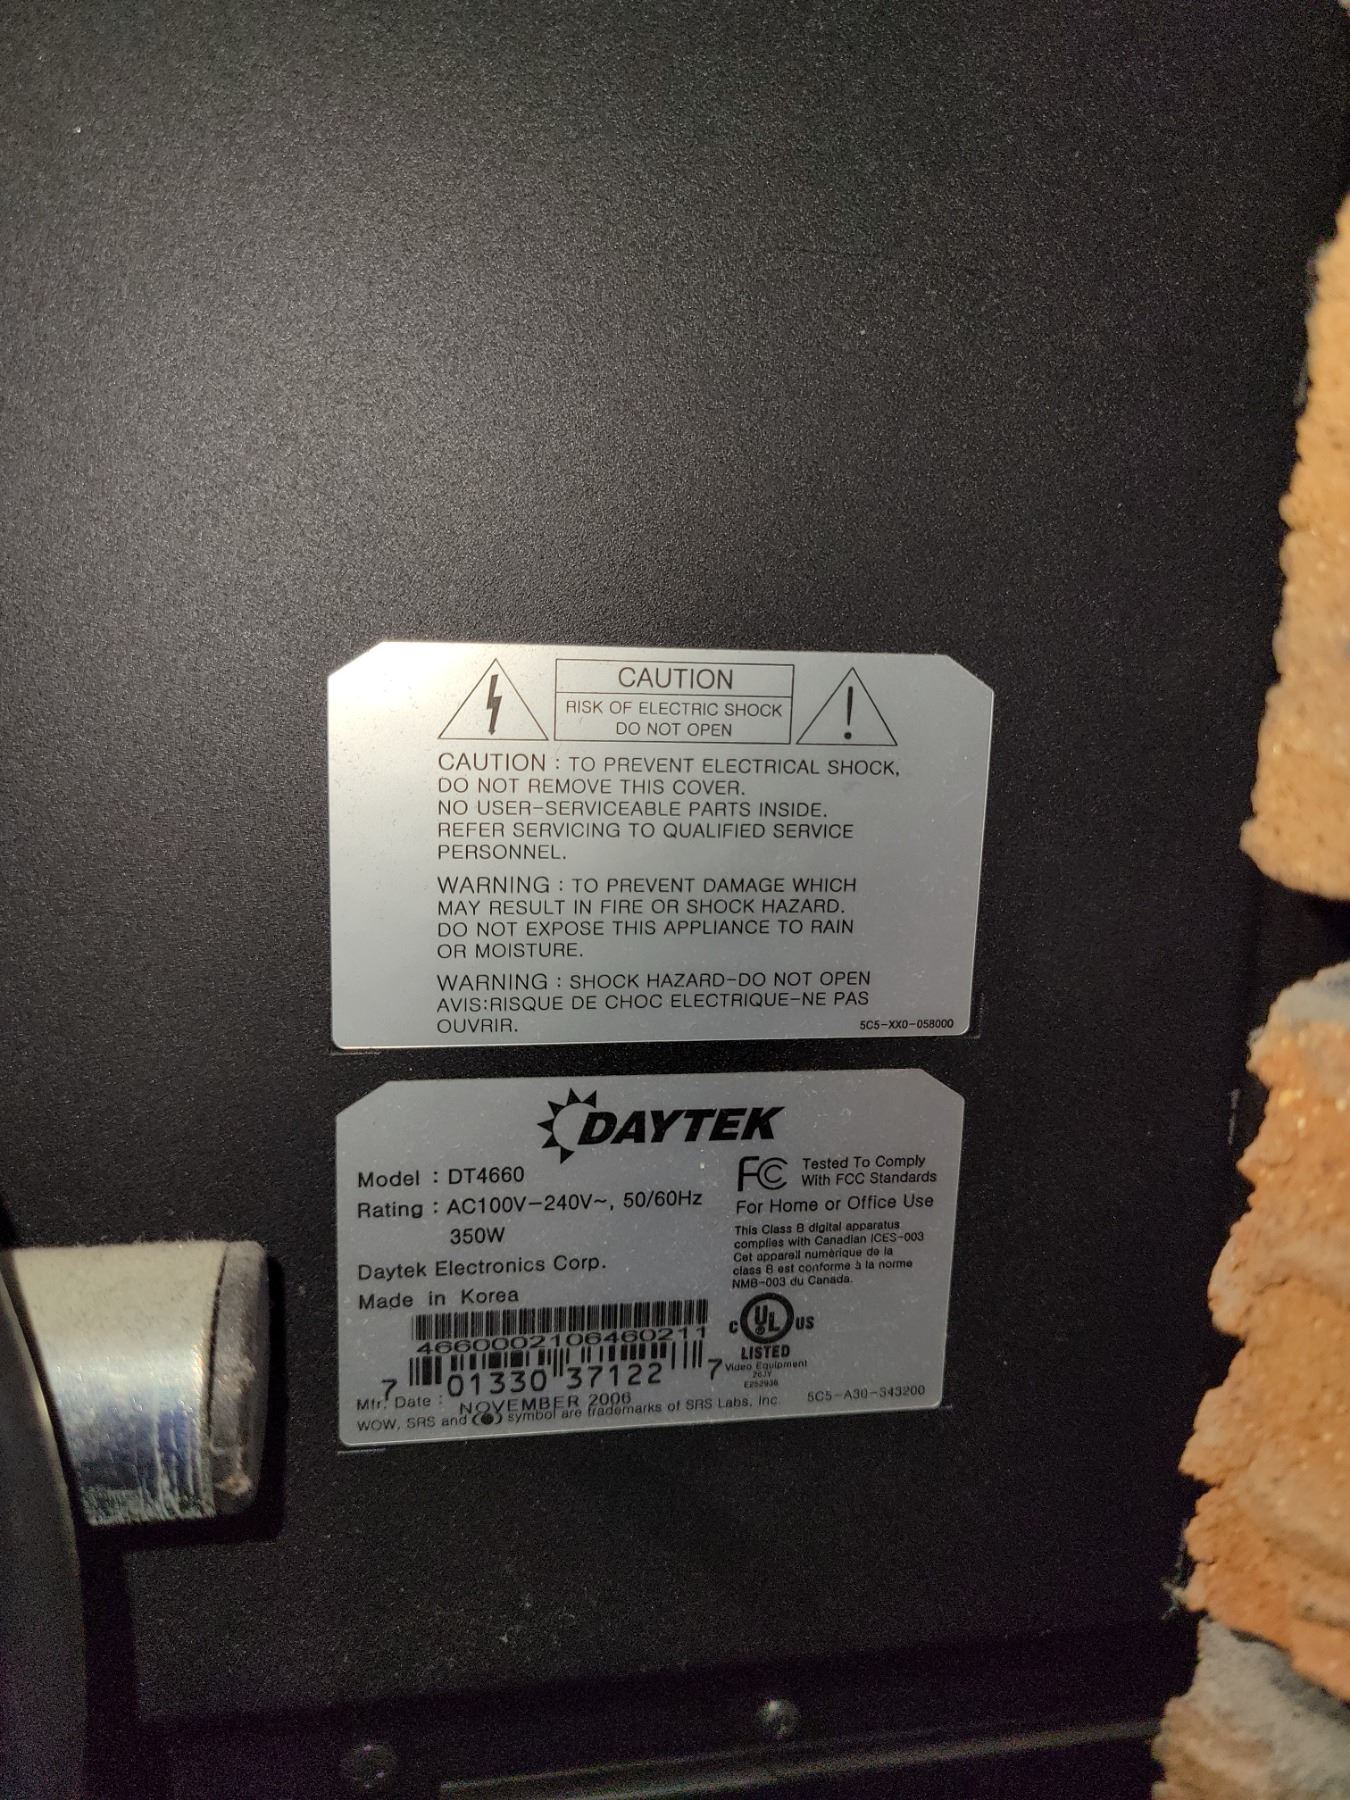 CAUTION
RISK OF ELECTRIC SHOCK
DO NOT OPEN
CAUTION : TO PREVENT ELECTRICAL SHOCK,
DO NOT REMOVE THIS COVER.
NO USER-SERVICEABLE PARTS INSIDE.
REFER SERVICING TO QUALIFIED SERVICE
PERSONNEL.
WARNING : TO PREVENT DAMAGE WHICH
MAY RESULT IN FIRE OR SHOCK HAZARD.
DO NOT EXPOSE THIS APPLIANCE TO RAIN
OR MOISTURE.
WARNING : SHOCK HAZARD-DO NOT OPEN
AVIS:RISQUE DE CHOC ELECTRIQUE-NE PAS
OUVRIR.
5C5-XX0-058000
DAYTEK
Model : DT4660
Rating : AC100V-240V~, 50/60Hz
350W
Daytek Electronics Corp.
Made in Korea
FC Tested To Comply
With FCC Standards
For Home or Office Use
This Class B digital apparatus
complies with Canadian ICES-003
Cet appareil numérique de la
class B est conforme à la norme
NMB-003 du Canada.
C UL US
LISTED
Video Equipment
26JY
E252936
4660002106460211
7 01330 37122 7
Mfr. Date : NOVEMBER 2006
WOW, SRS and symbol are trademarks of SRS Labs, Inc.
5C5-A30-343200